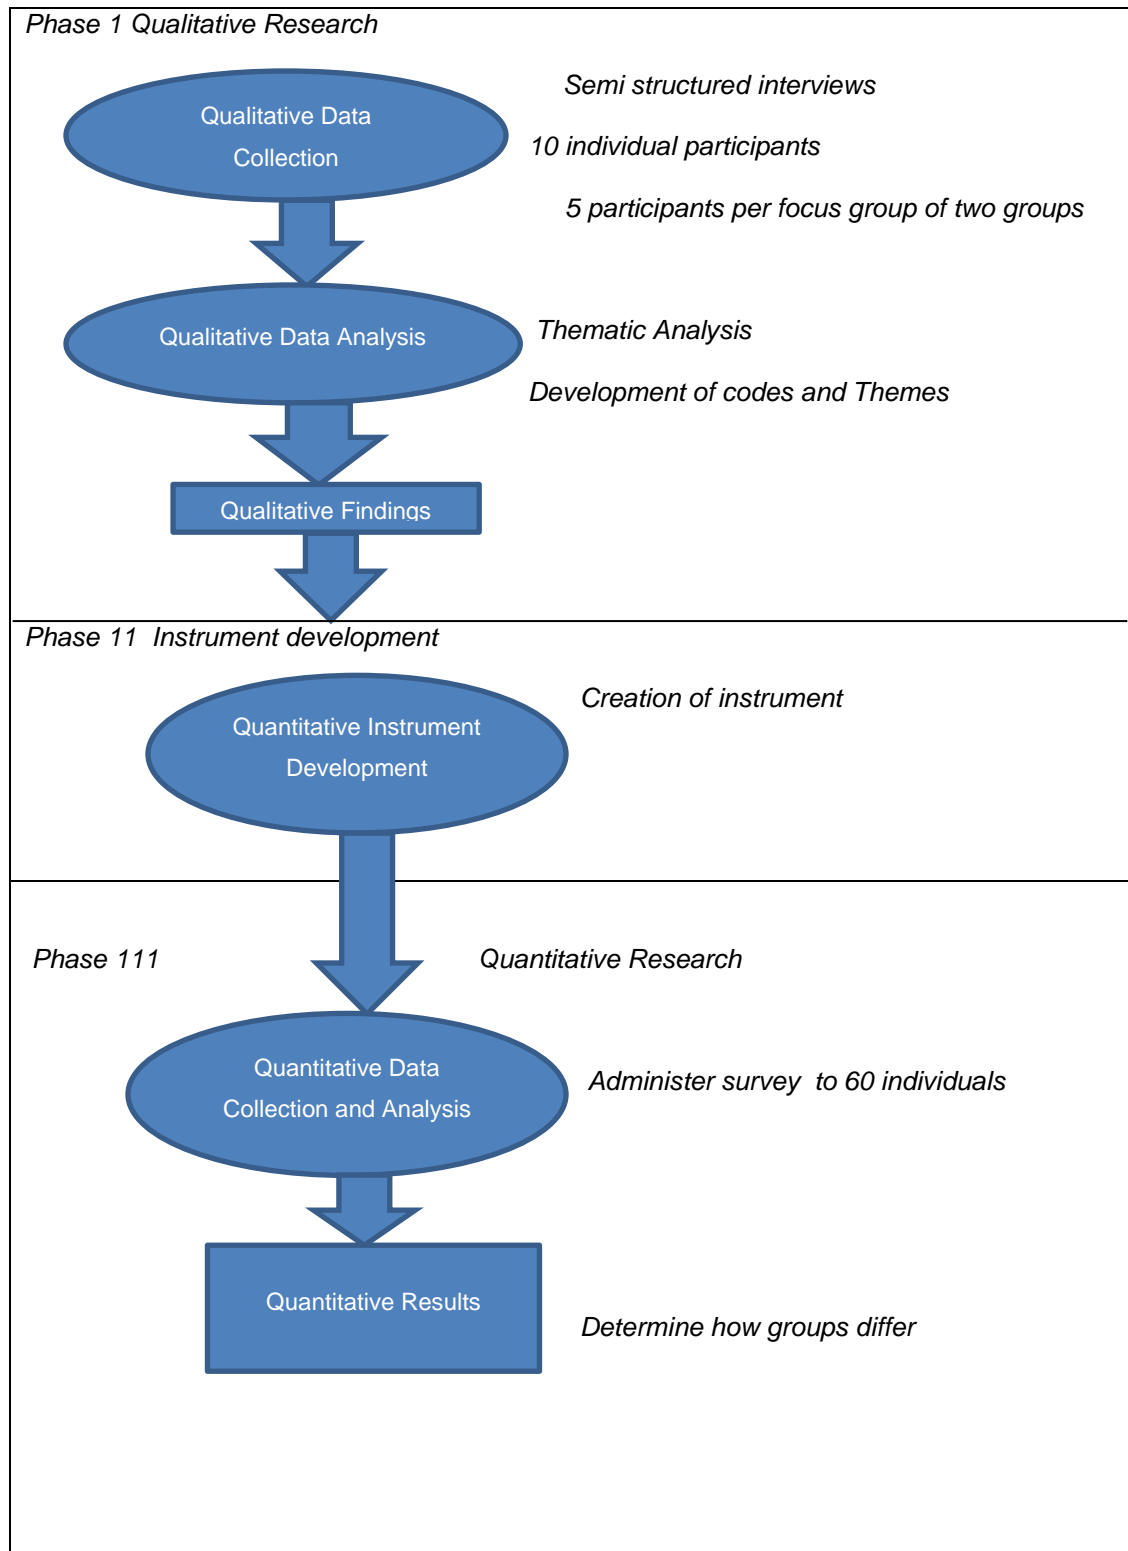 Phase 1 Qualitative Research
Semi structured interviews
Qualitative Data
Collection
10 individual participants
5 participants per focus group of two groups
Qualitative Data Analysis
Thematic Analysis
Development of codes and Themes
Qualitative Findings
Phase 11  Instrument development
Creation of instrument
Quantitative Instrument
Development
Phase 111
Quantitative Research
Quantitative Data
Collection and Analysis
Administer survey  to 60 individuals
Quantitative Results
Determine how groups differ